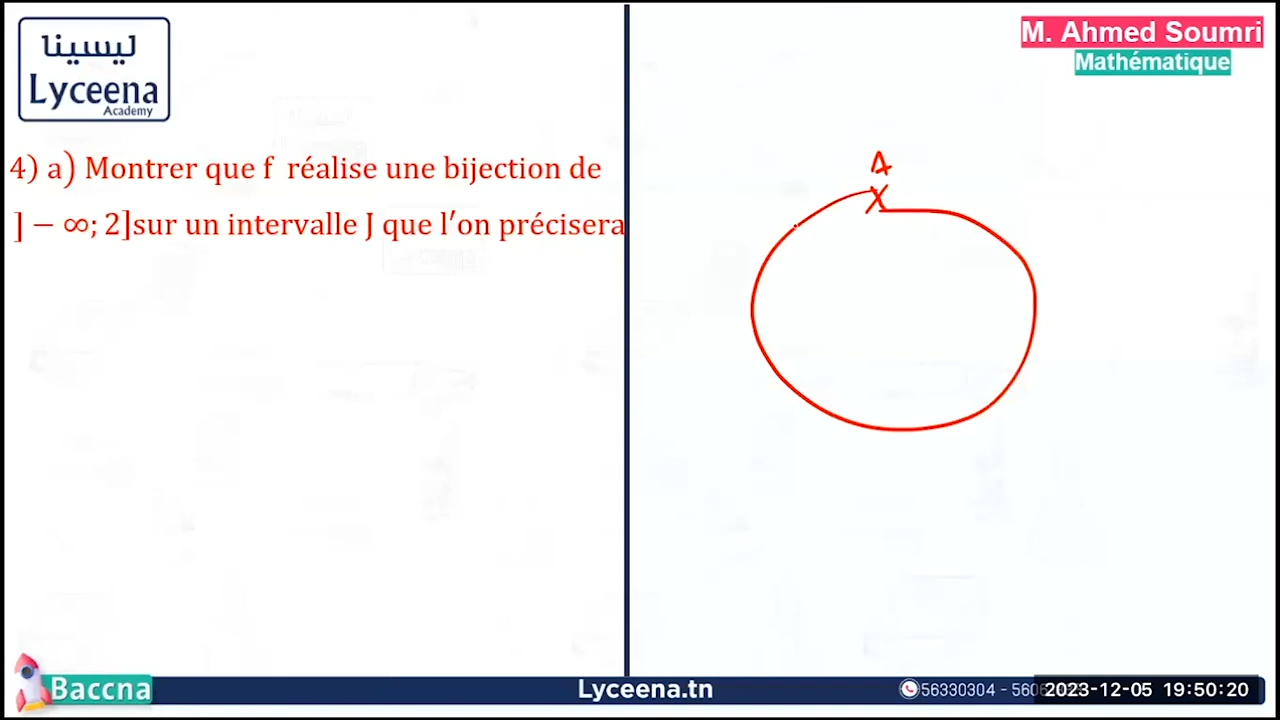 ليسينا
Lyceena
Academy
M. Ahmed Soumri
Mathématique
4) a) Montrer que f réalise une bijection de
] − ∞; 2]sur un intervalle J que l′on précisera
Baccna
Lyceena.tn
56330304 - 560
2023-12-05 19:50:20